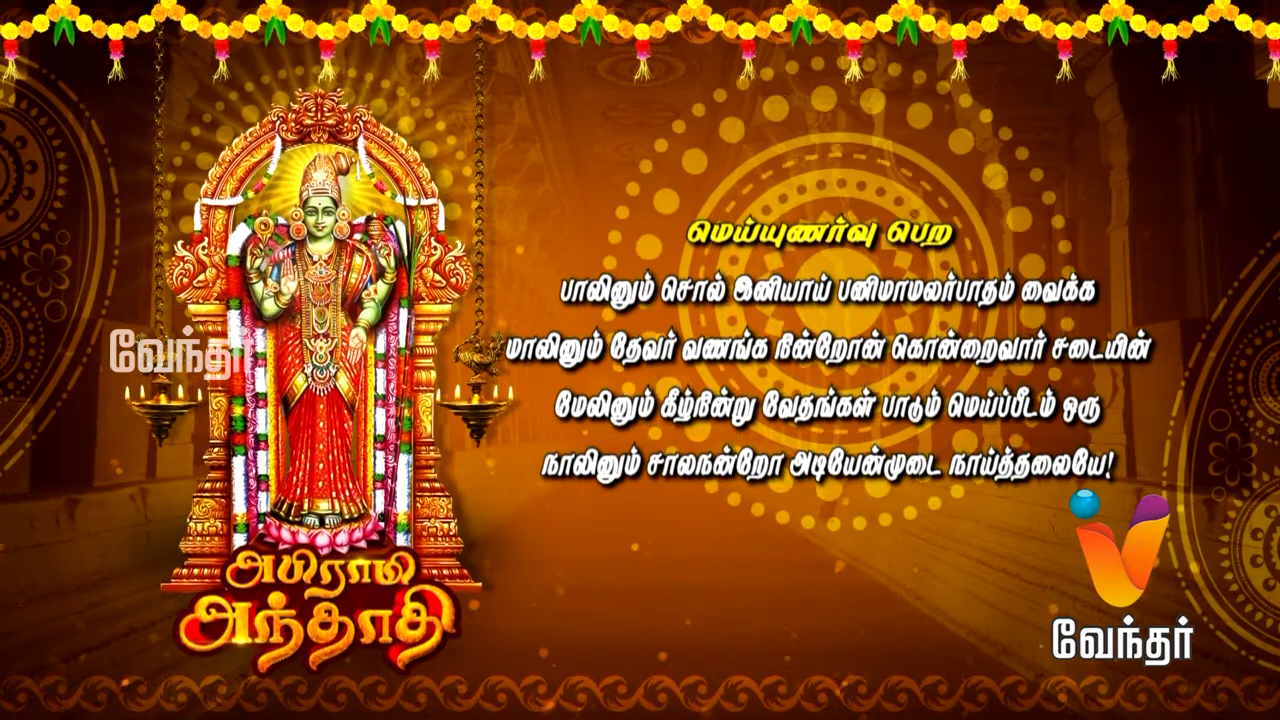 மெய்யுணர்வு பெற
பாலினும் சொல் இனியாய் பனிமாமலர்பாதம் வைக்க
மாலினும் தேவர் வணங்க நின்றோன் கொன்றைவார் சடையின்
மேலினும் கீழ்நின்று வேதங்கள் பாடும் மெய்ப்பீடம் ஒரு
நாலினும் சாலநன்றோ அடியேன்முடை நாய்த்தலையே!
வேந்தர்
அபிராமி
அந்தாதி
வேந்தர்